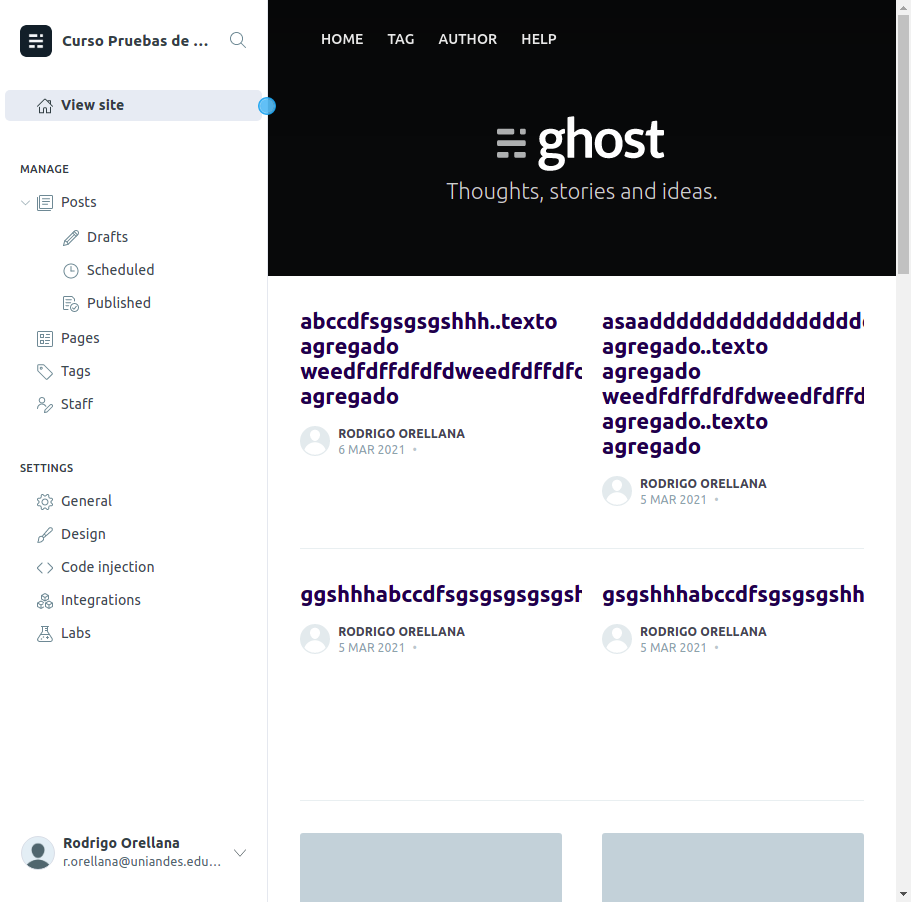 Curso Pruebas de ...
View site
MANAGE
Posts
Drafts
Scheduled
Published
Pages
Tags
Staff
SETTINGS
General
Design
Code injection
Integrations
Labs
Rodrigo Orellana
r.orellana@uniandes.edu...
HOME TAG AUTHOR HELP
ghost
Thoughts, stories and ideas.
abccdfsgsgsgshhh..texto
agregado
weedfdffdfdfdweedfdffdfd
agregado
RODRIGO ORELLANA
6 MAR 2021 •
asaaddddddddddddddddd
agregado..texto
agregado
weedfdffdfdfdweedfdffd
agregado..texto
agregado
RODRIGO ORELLANA
5 MAR 2021 •
ggshhhabccdfsgsgsgsgsgsh
RODRIGO ORELLANA
5 MAR 2021 •
gsgshhhabccdfsgsgsgshh
RODRIGO ORELLANA
5 MAR 2021 •